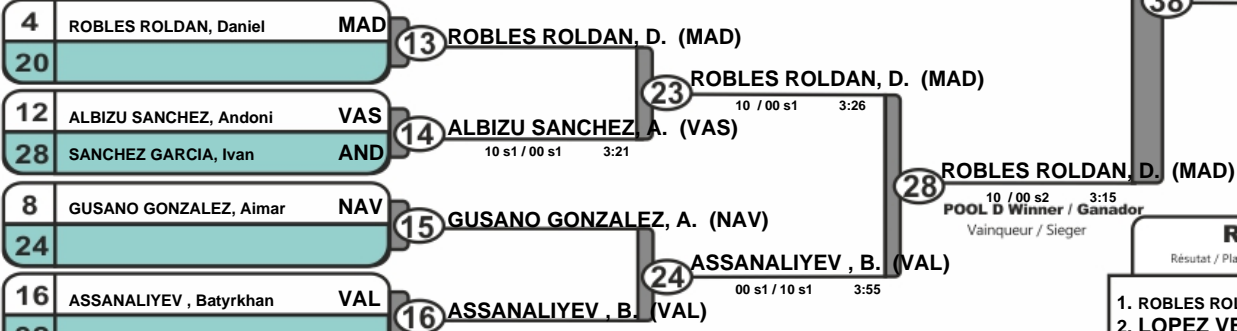 38
4 ROBLES ROLDAN, Daniel MAD
20
13 ROBLES ROLDAN, D. (MAD)
23 ROBLES ROLDAN, D. (MAD)
10 / 00 s1 3:26
12 ALBIZU SANCHEZ, Andoni VAS
28 SANCHEZ GARCIA, Ivan AND
14 ALBIZU SANCHEZ, A. (VAS)
10 s1 / 00 s1 3:21
28 ROBLES ROLDAN, D. (MAD)
10 / 00 s2 3:15
POOL D Winner / Ganador
Vainqueur / Sieger
8 GUSANO GONZALEZ, Aimar NAV
24
15 GUSANO GONZALEZ, A. (NAV)
24 ASSANALIYEV , B. (VAL)
00 s1 / 10 s1 3:55
16 ASSANALIYEV , Batyrkhan VAL
16 ASSANALIYEV , B. (VAL)
R
Résutat / Pla
1. ROBLES ROL
2. LOPEZ VE